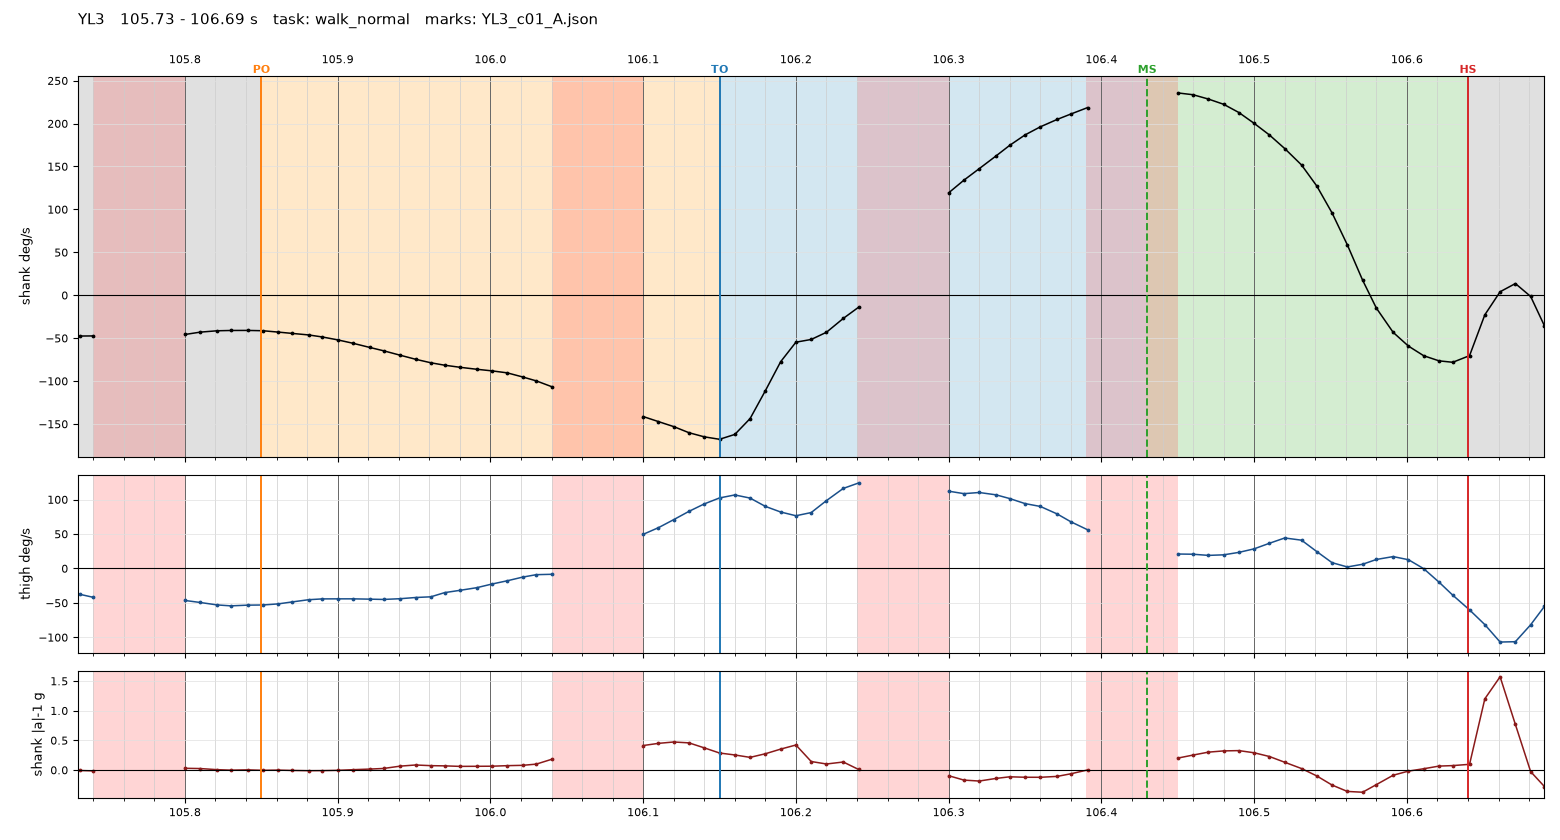 YL3   105.73 - 106.69 s   task: walk_normal   marks: YL3_c01_A.json
105.8 105.9 106.0 106.1 106.2 106.3 106.4 106.5 106.6
PO TO MS HS
shank deg/s
250
200
150
100
50
0
−50
−100
−150
thigh deg/s
100
50
0
−50
−100
shank |a|-1 g
1.5
1.0
0.5
0.0
105.8 105.9 106.0 106.1 106.2 106.3 106.4 106.5 106.6